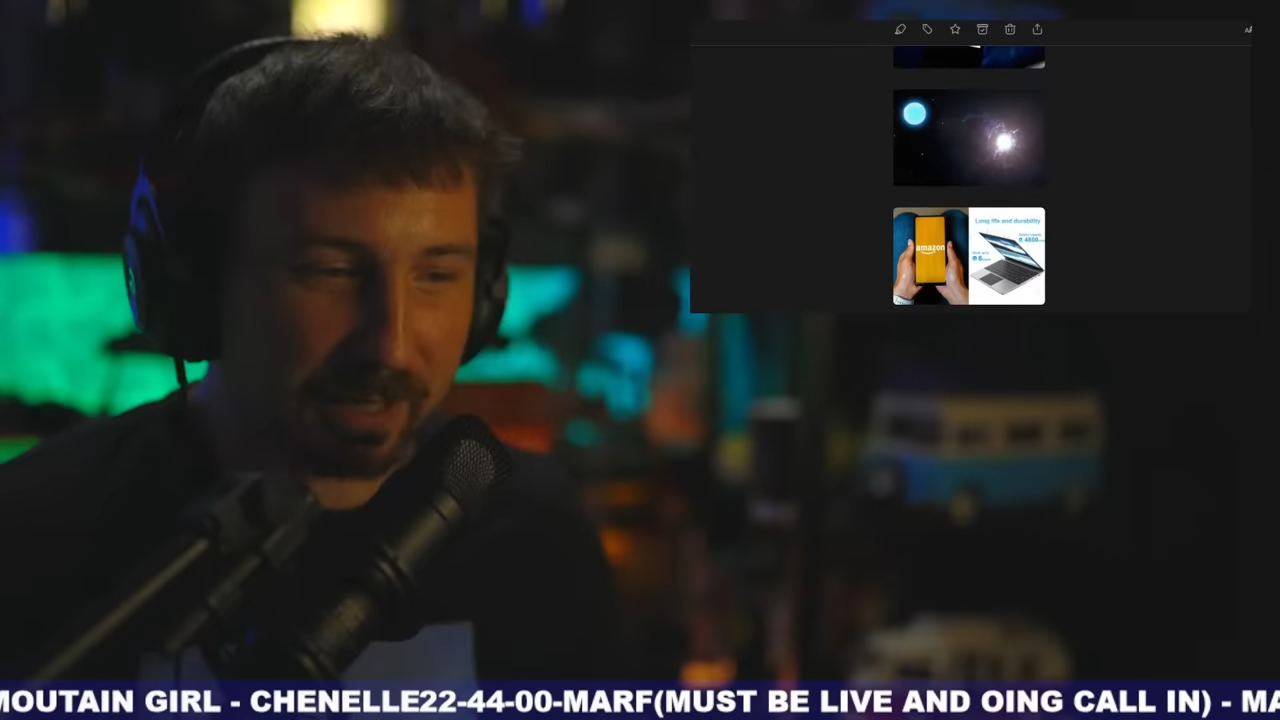 amazon
Long life and durability
MOUTAIN GIRL - CHENELLE22-44-00-MARF(MUST BE LIVE AND OING CALL IN) - MA